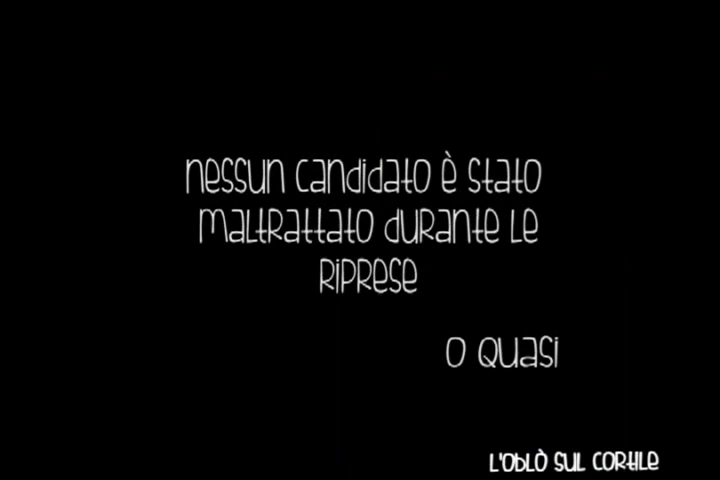 nessun candidato è stato
maltrattato durante le
riprese
o quasi
L'oblò sul cortile